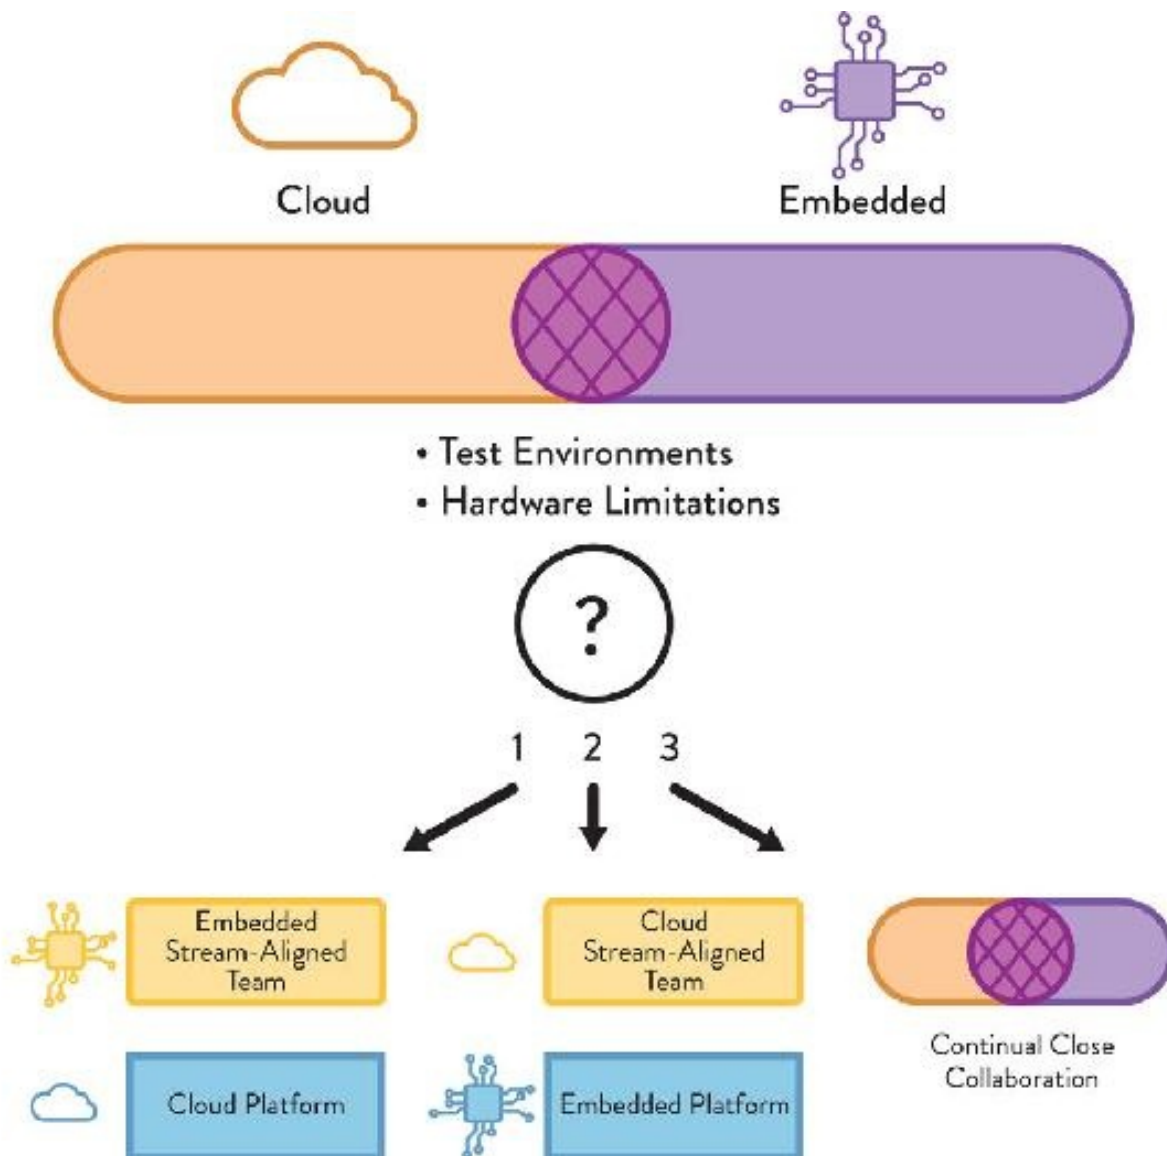 Cloud
Embedded
• Test Environments
• Hardware Limitations
?
1 2 3
Embedded
Stream-Aligned
Team
Cloud
Stream-Aligned
Team
Continual Close
Collaboration
Cloud Platform
Embedded Platform